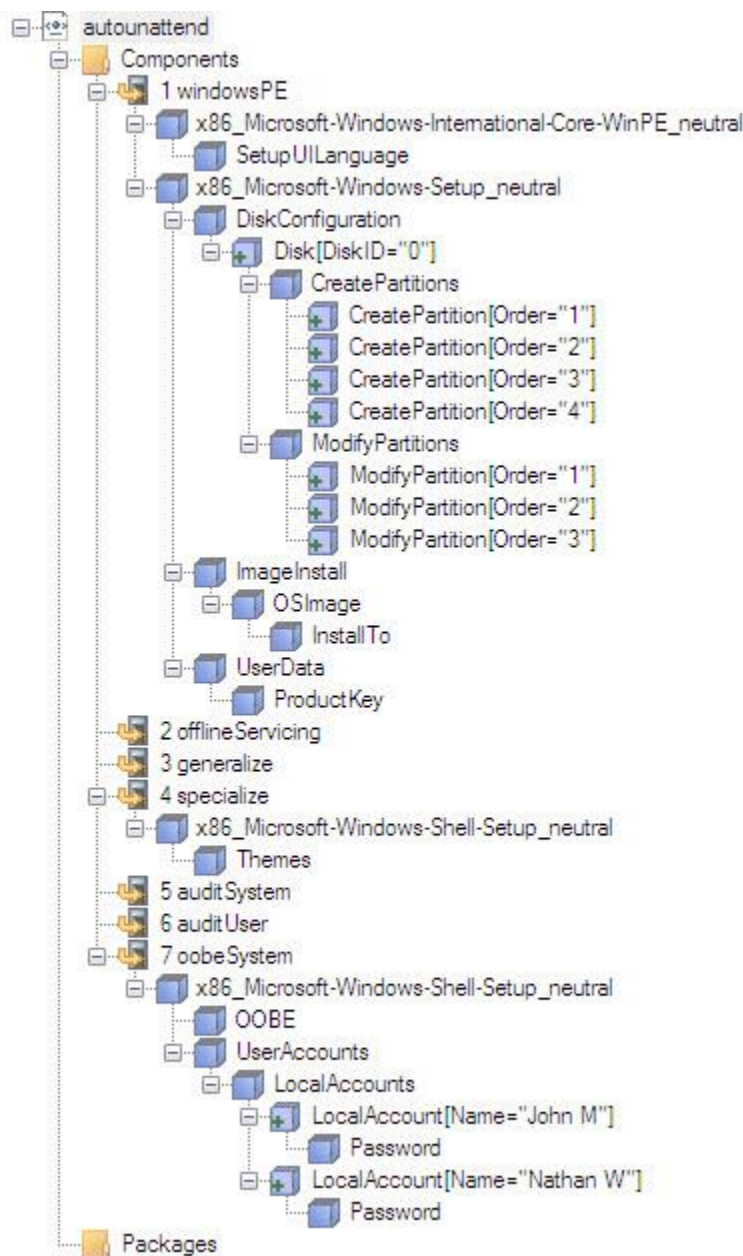 autounattend
Components
1 windowsPE
x86_Microsoft-Windows-International-Core-WinPE_neutral
SetupUILanguage
x86_Microsoft-Windows-Setup_neutral
DiskConfiguration
Disk[DiskID="0"]
CreatePartitions
CreatePartition[Order="1"]
CreatePartition[Order="2"]
CreatePartition[Order="3"]
CreatePartition[Order="4"]
ModifyPartitions
ModifyPartition[Order="1"]
ModifyPartition[Order="2"]
ModifyPartition[Order="3"]
ImageInstall
OSImage
InstallTo
UserData
ProductKey
2 offlineServicing
3 generalize
4 specialize
x86_Microsoft-Windows-Shell-Setup_neutral
Themes
5 auditSystem
6 auditUser
7 oobeSystem
x86_Microsoft-Windows-Shell-Setup_neutral
OOBE
UserAccounts
LocalAccounts
LocalAccount[Name="John M"]
Password
LocalAccount[Name="Nathan W"]
Password
Packages